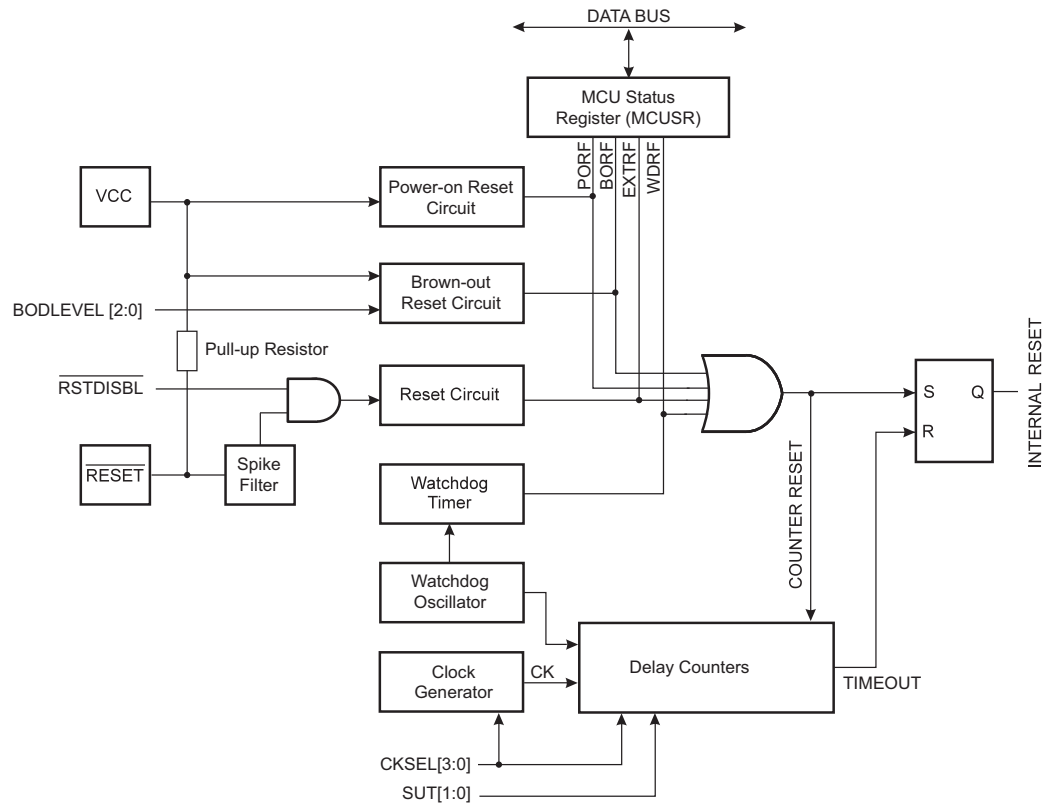 DATA BUS
MCU Status
Register (MCUSR)
PORF
BORF
EXTRF
WDRF
VCC
Power-on Reset
Circuit
Brown-out
Reset Circuit
BODLEVEL [2:0]
Pull-up Resistor
RSTDISBL
Reset Circuit
S
Q
R
INTERNAL RESET
RESET
Spike
Filter
Watchdog
Timer
COUNTER RESET
Watchdog
Oscillator
Clock
Generator
CK
Delay Counters
TIMEOUT
CKSEL[3:0]
SUT[1:0]